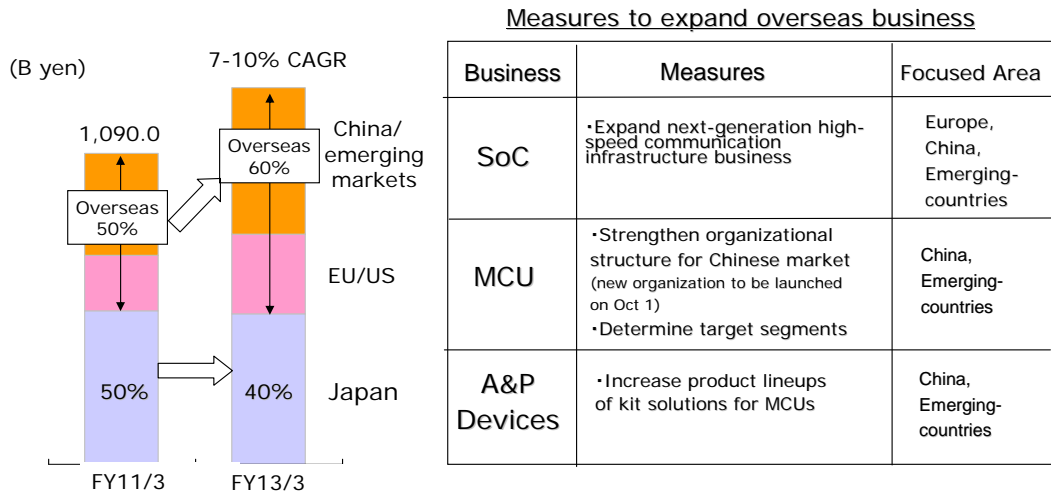 Measures to expand overseas business
(B yen)
7-10% CAGR
1,090.0
Overseas
50%
Overseas
60%
China/
emerging
markets
EU/US
50%
40%
Japan
FY11/3
FY13/3
Business
Measures
Focused Area
SoC
・Expand next-generation high-
speed communication
infrastructure business
Europe,
China,
Emerging-
countries
MCU
・Strengthen organizational
structure for Chinese market
(new organization to be launched
on Oct 1)
・Determine target segments
China,
Emerging-
countries
A&P
Devices
・Increase product lineups
of kit solutions for MCUs
China,
Emerging-
countries